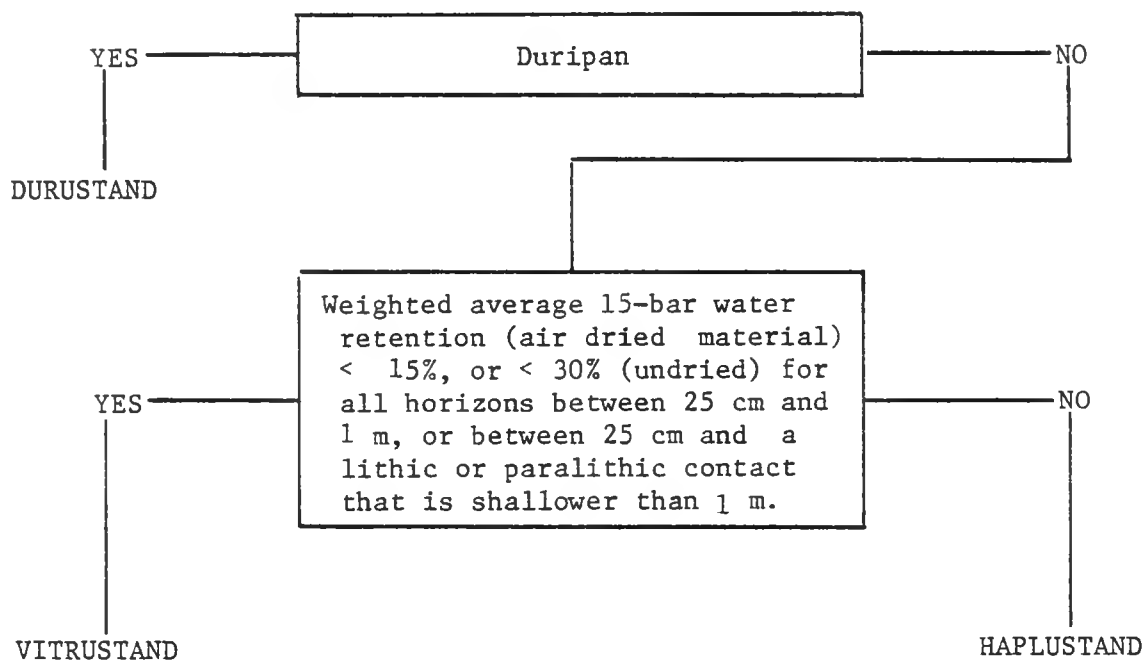 YES
Duripan
NO
DURUSTAND
Weighted average 15-bar water
retention (air dried material)
< 15%, or < 30% (undried) for
all horizons between 25 cm and
1 m, or between 25 cm and a
lithic or paralithic contact
that is shallower than 1 m.
YES
NO
VITRUSTAND
HAPLUSTAND